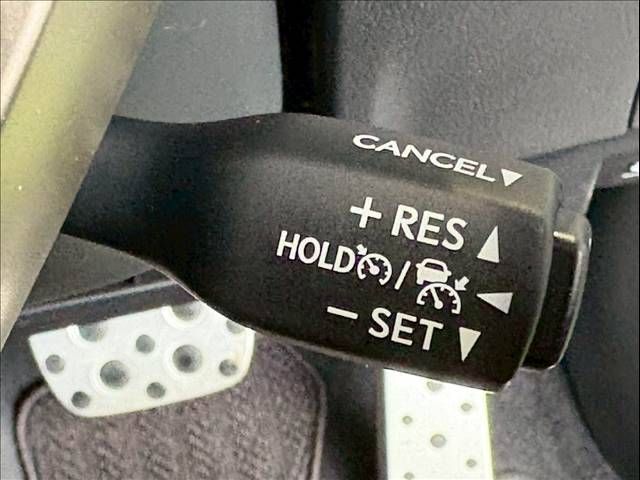 CANCEL▼
+ RES ▲
HOLD / ◀
− SET ▼